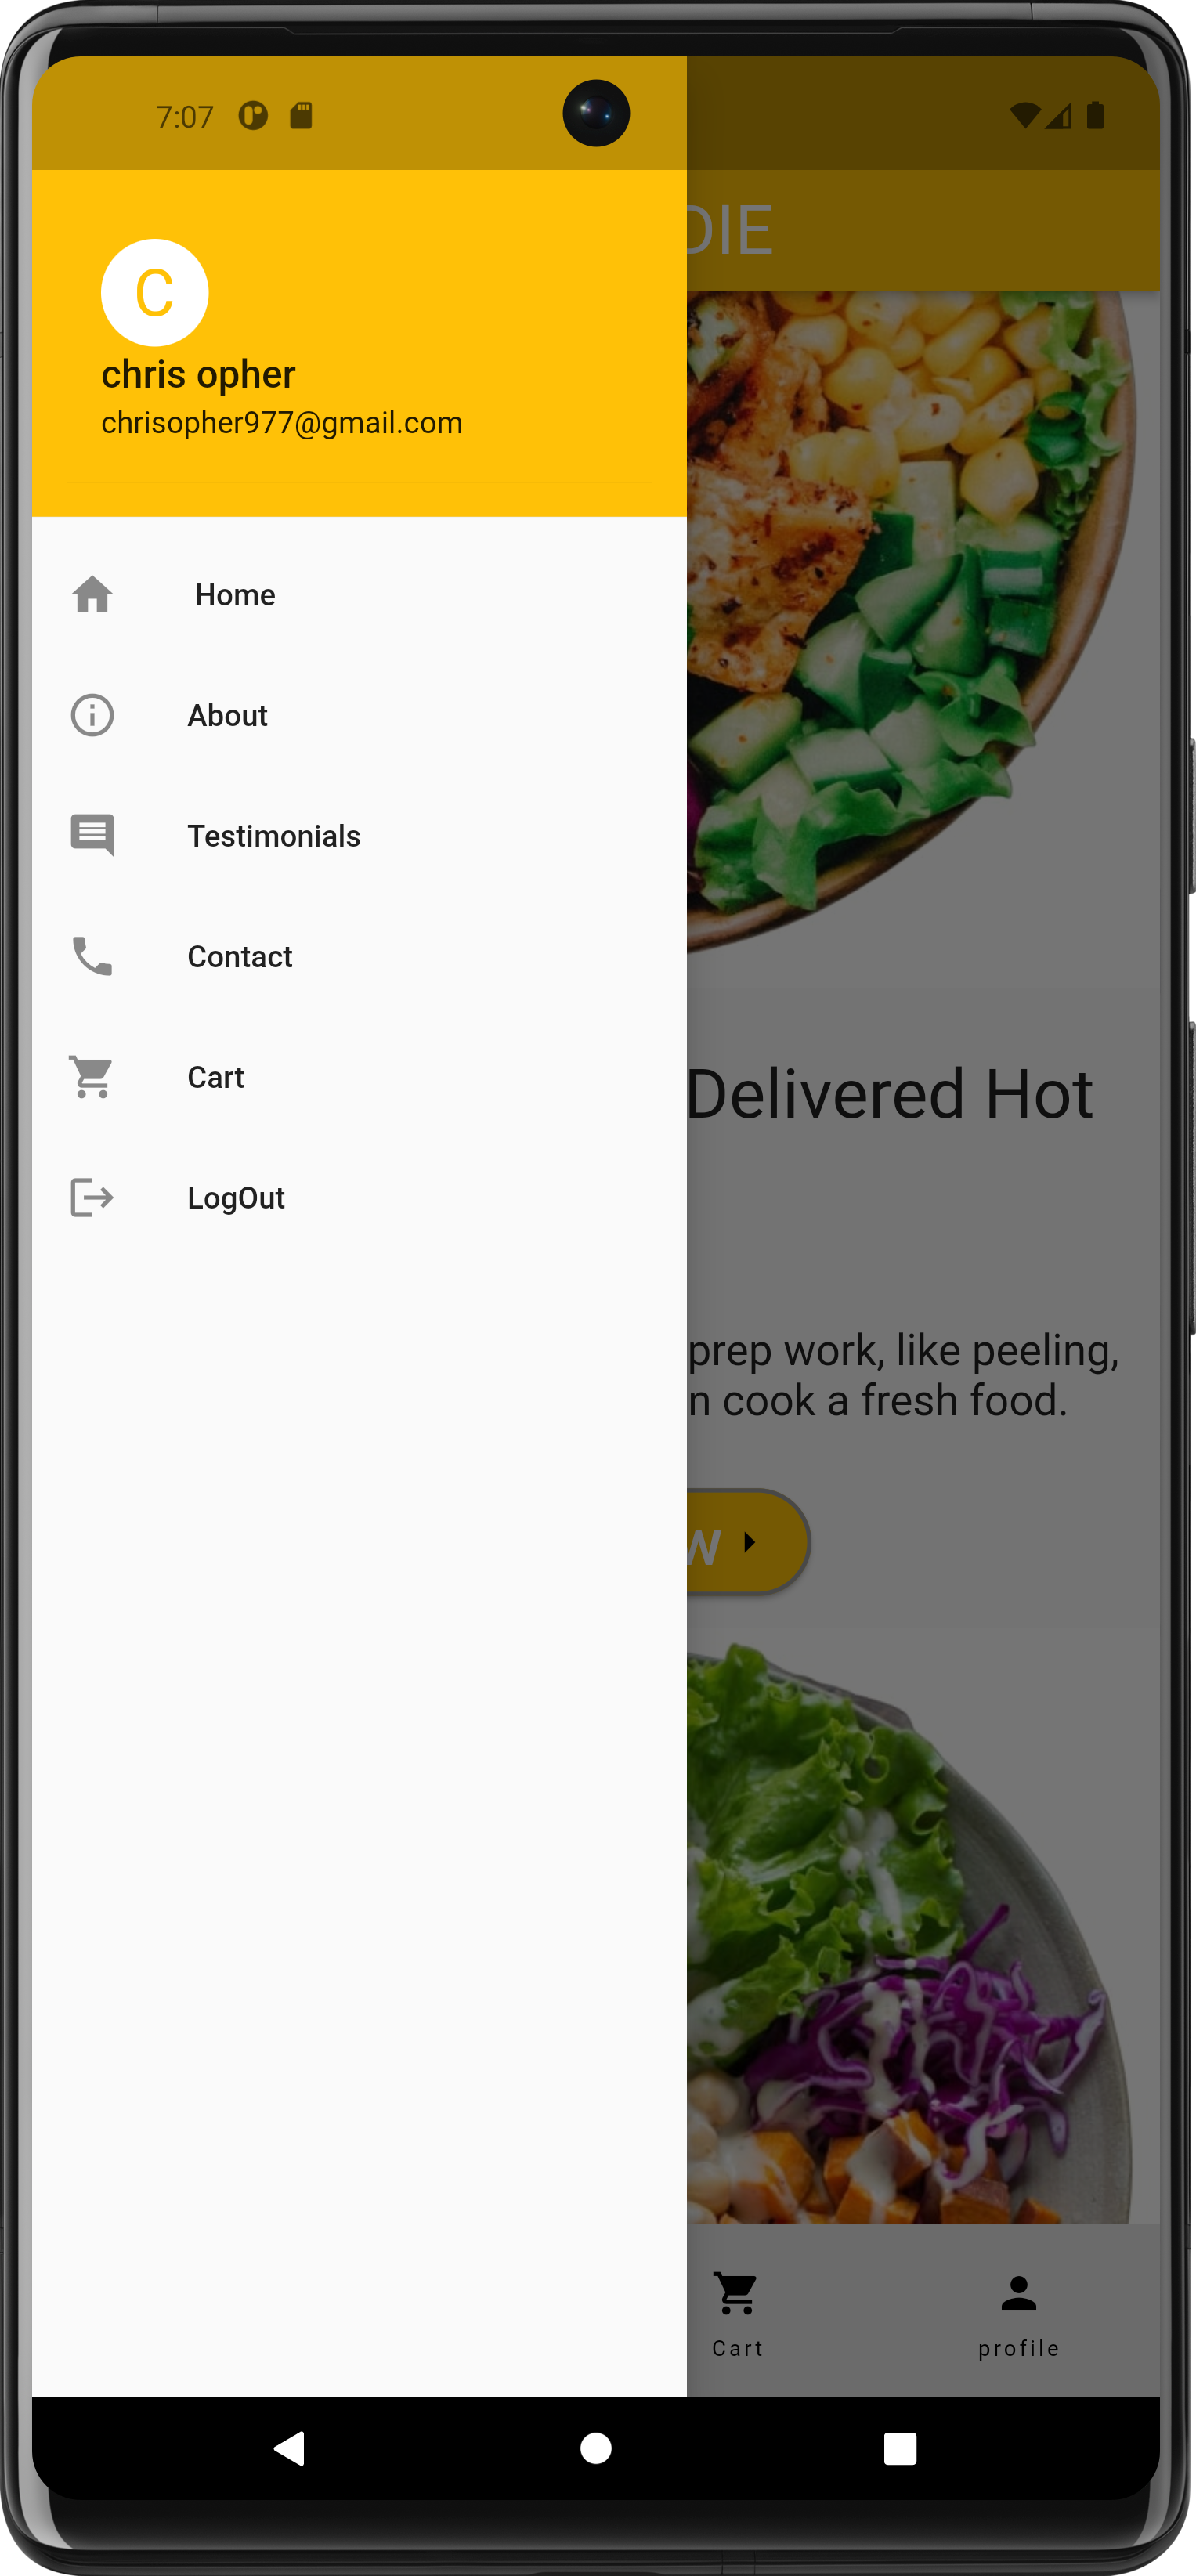 7:07
DIE
C
chris opher
chrisopher977@gmail.com
Home
About
Testimonials
Contact
Cart
LogOut
Delivered Hot
prep work, like peeling,
n cook a fresh food.
W
Cart
profile